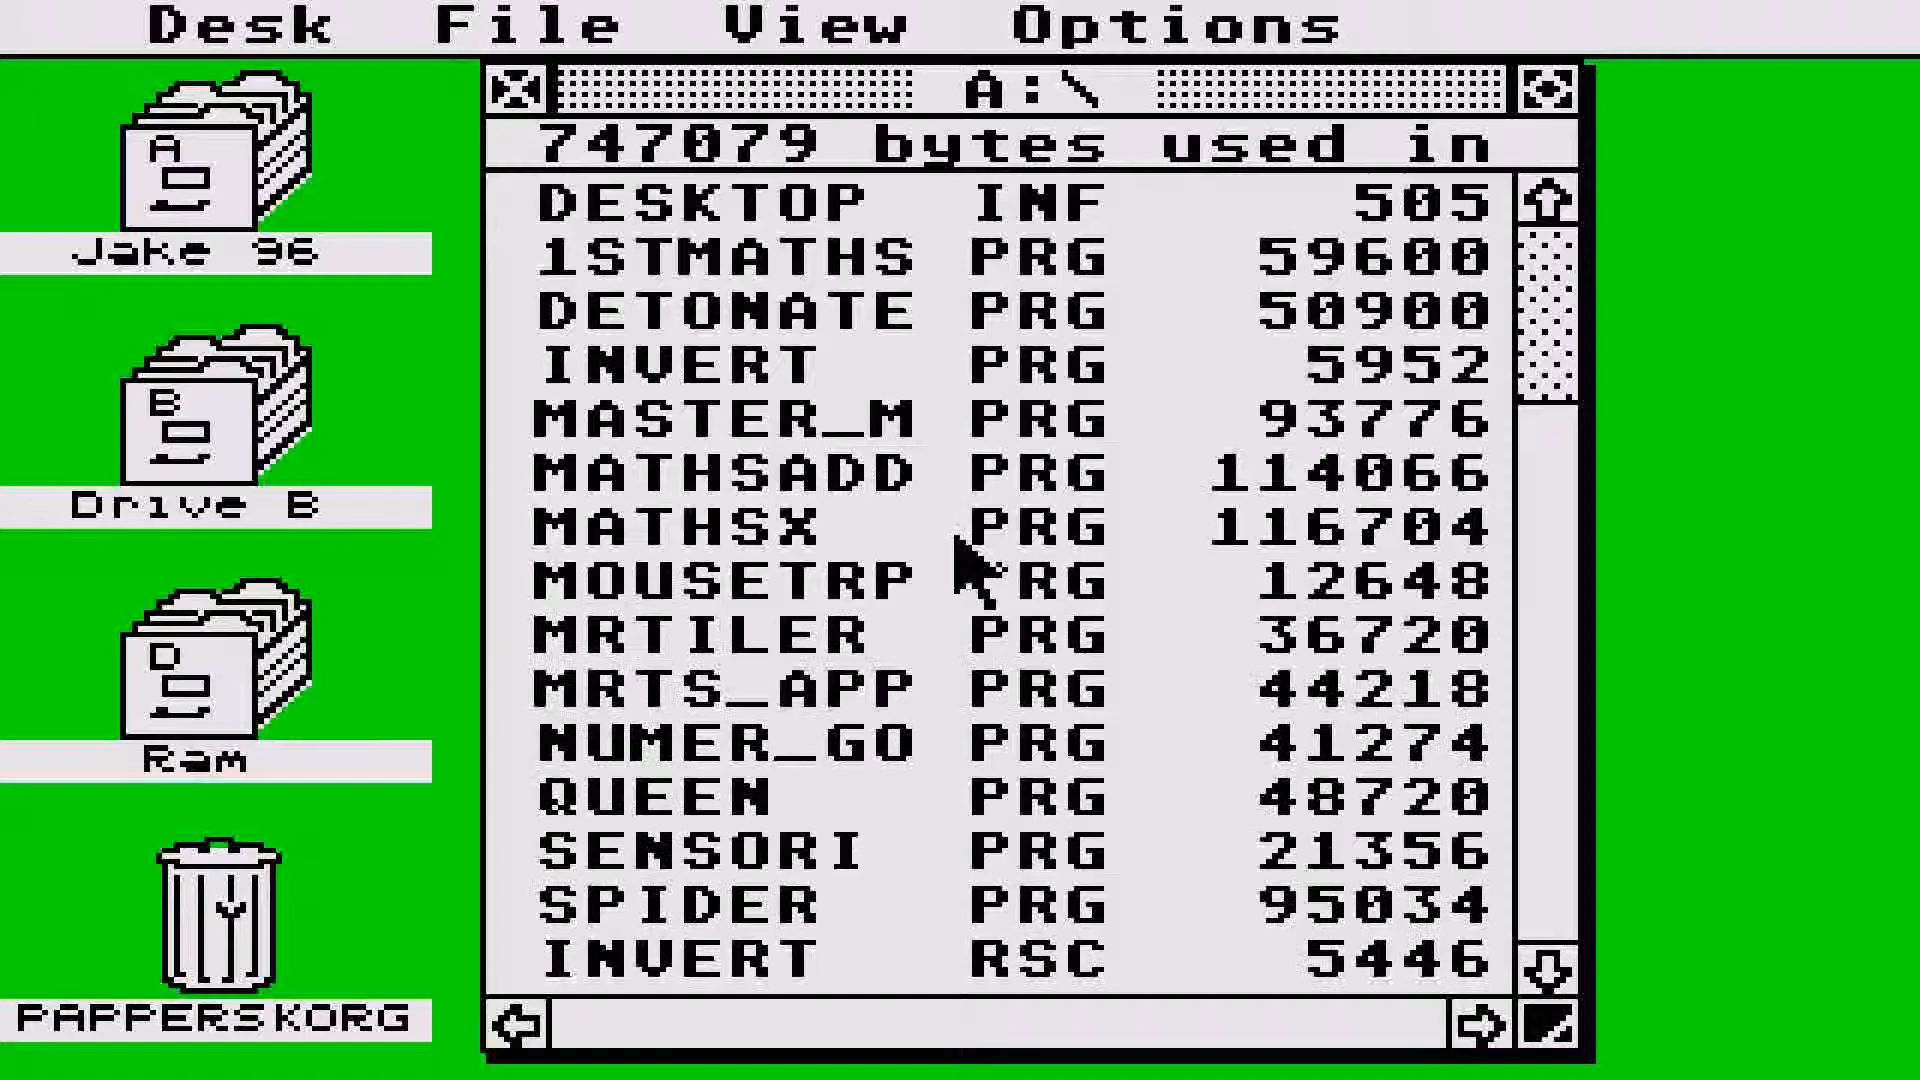 Desk File View Options
A:\
747079 bytes used in
DESKTOP INF 505
1STMATHS PRG 59600
DETONATE PRG 50900
INVERT PRG 5952
MASTER_M PRG 93776
MATHSADD PRG 114066
MATHSX PRG 116704
MOUSETRP PRG 12648
MRTILER PRG 36720
MRTS_APP PRG 44218
NUMER_GO PRG 41274
QUEEN PRG 48720
SENSORI PRG 21356
SPIDER PRG 95034
INVERT RSC 5446
A
Jake 96
B
Drive B
D
Ram
PAPPERSKORG